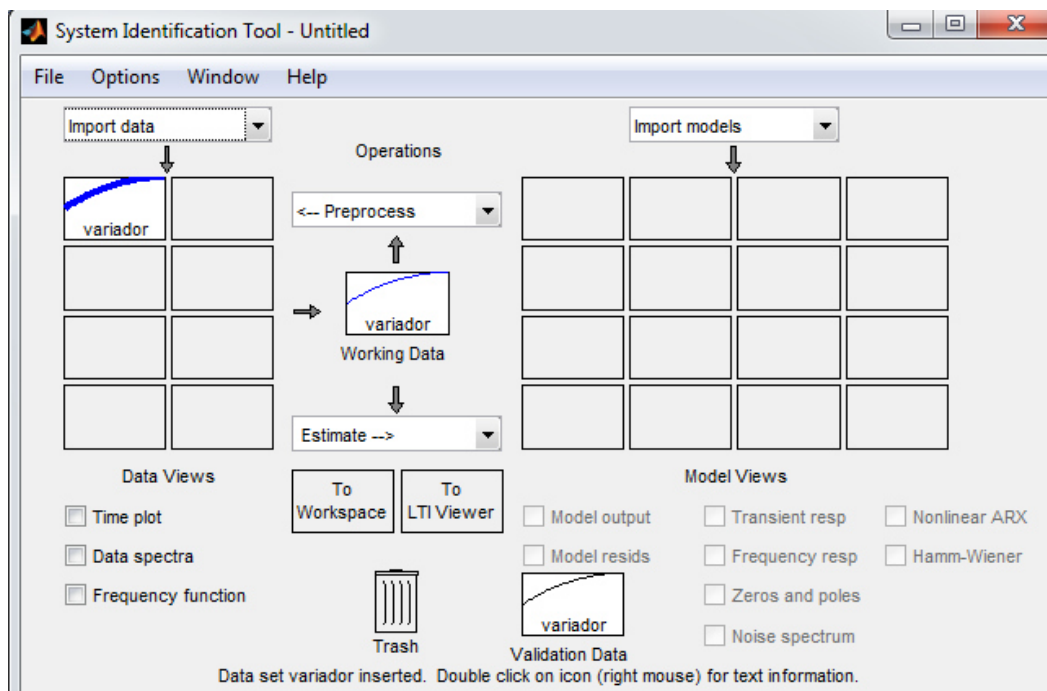 System Identification Tool - Untitled
File Options Window Help
Import data
Import models
Operations
variador
<-- Preprocess
variador
Working Data
Estimate -->
Data Views
Model Views
To Workspace
To LTI Viewer
Time plot
Data spectra
Frequency function
Model output
Transient resp
Nonlinear ARX
Model resids
Frequency resp
Hamm-Wiener
Zeros and poles
Noise spectrum
Trash
variador
Validation Data
Data set variador inserted. Double click on icon (right mouse) for text information.